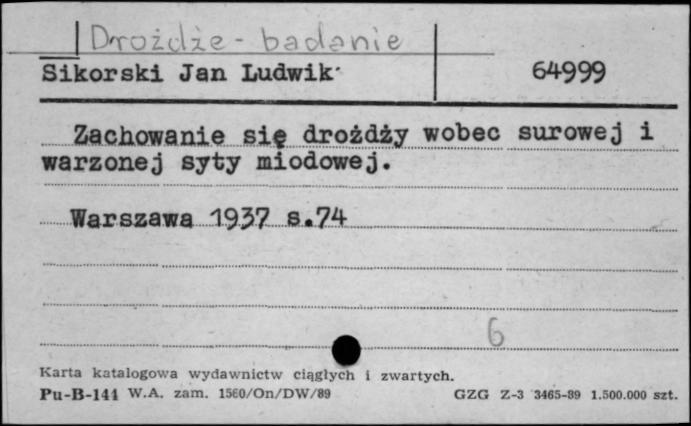 Drożdże - badanie
Sikorski Jan Ludwik 64999
Zachowanie się drożdży wobec surowej i
warzonej syty miodowej.
Warszawa 1937 s.74
6
Karta katalogowa wydawnictw ciągłych i zwartych.
Pu-B-141 W.A. zam. 1560/On/DW/89 GZG Z-3 3465-89 1.500.000 szt.